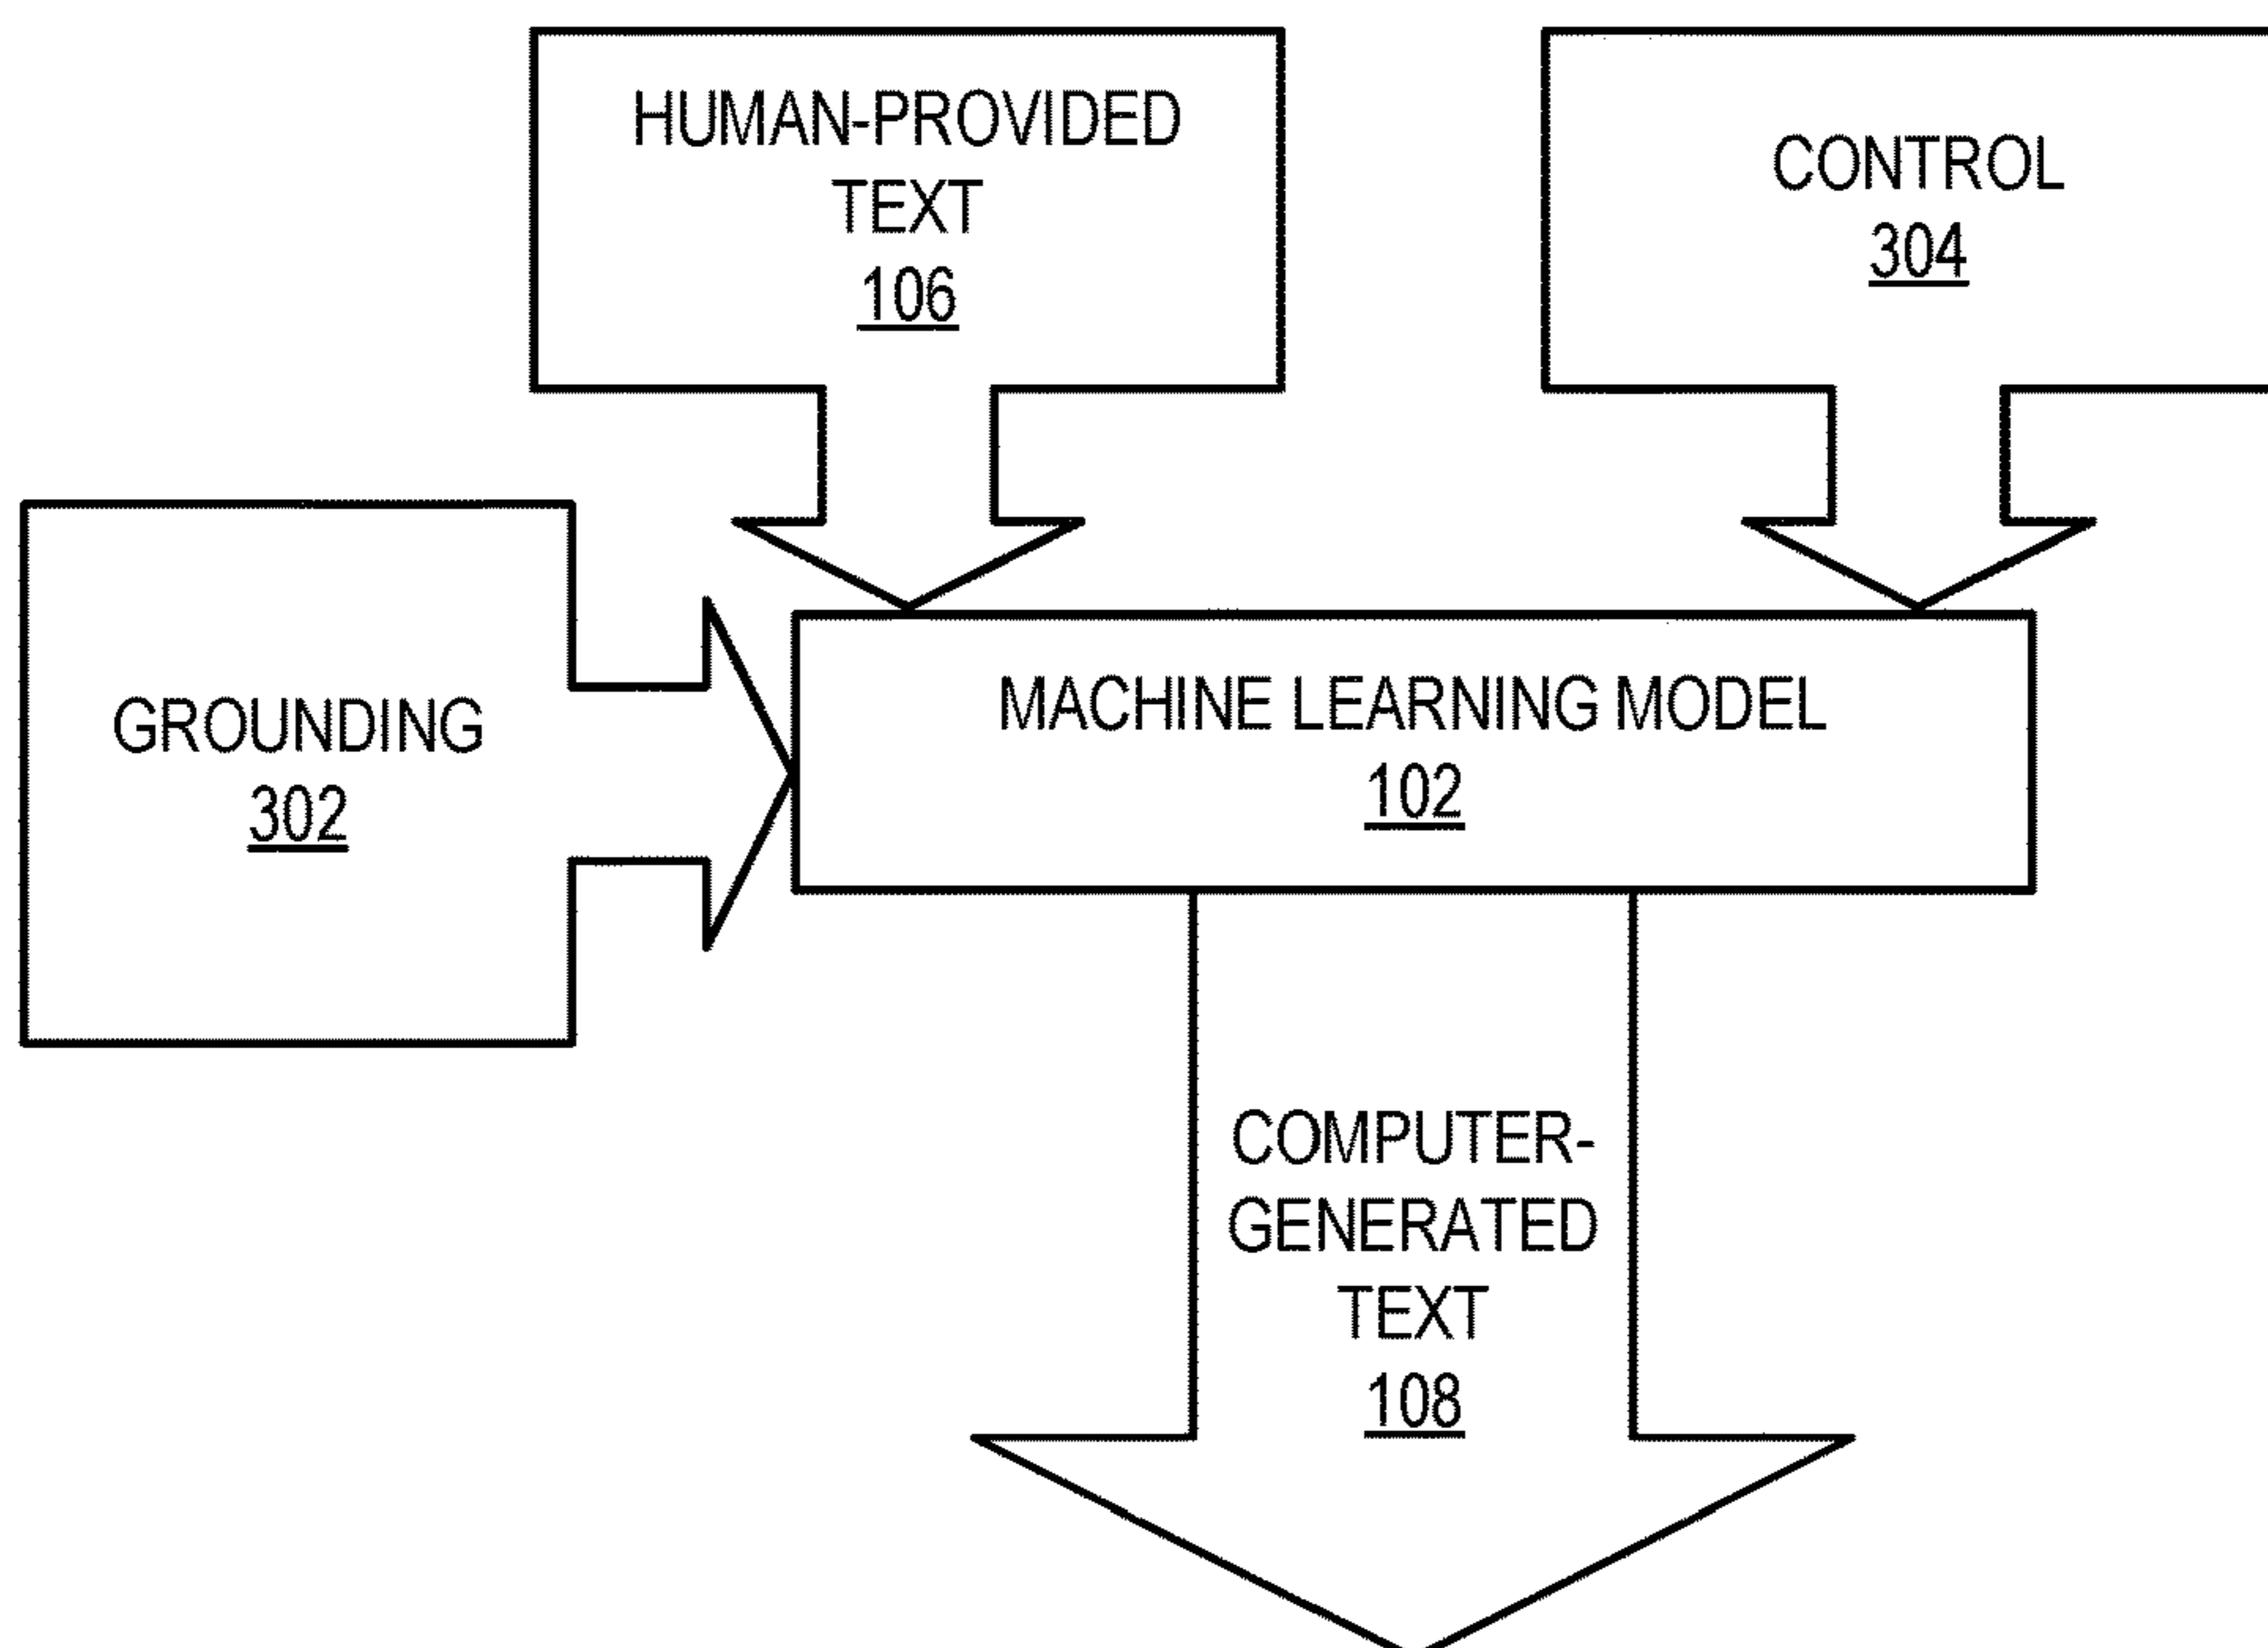 HUMAN-PROVIDED
TEXT
106
CONTROL
304
GROUNDING
302
MACHINE LEARNING MODEL
102
COMPUTER-
GENERATED
TEXT
108